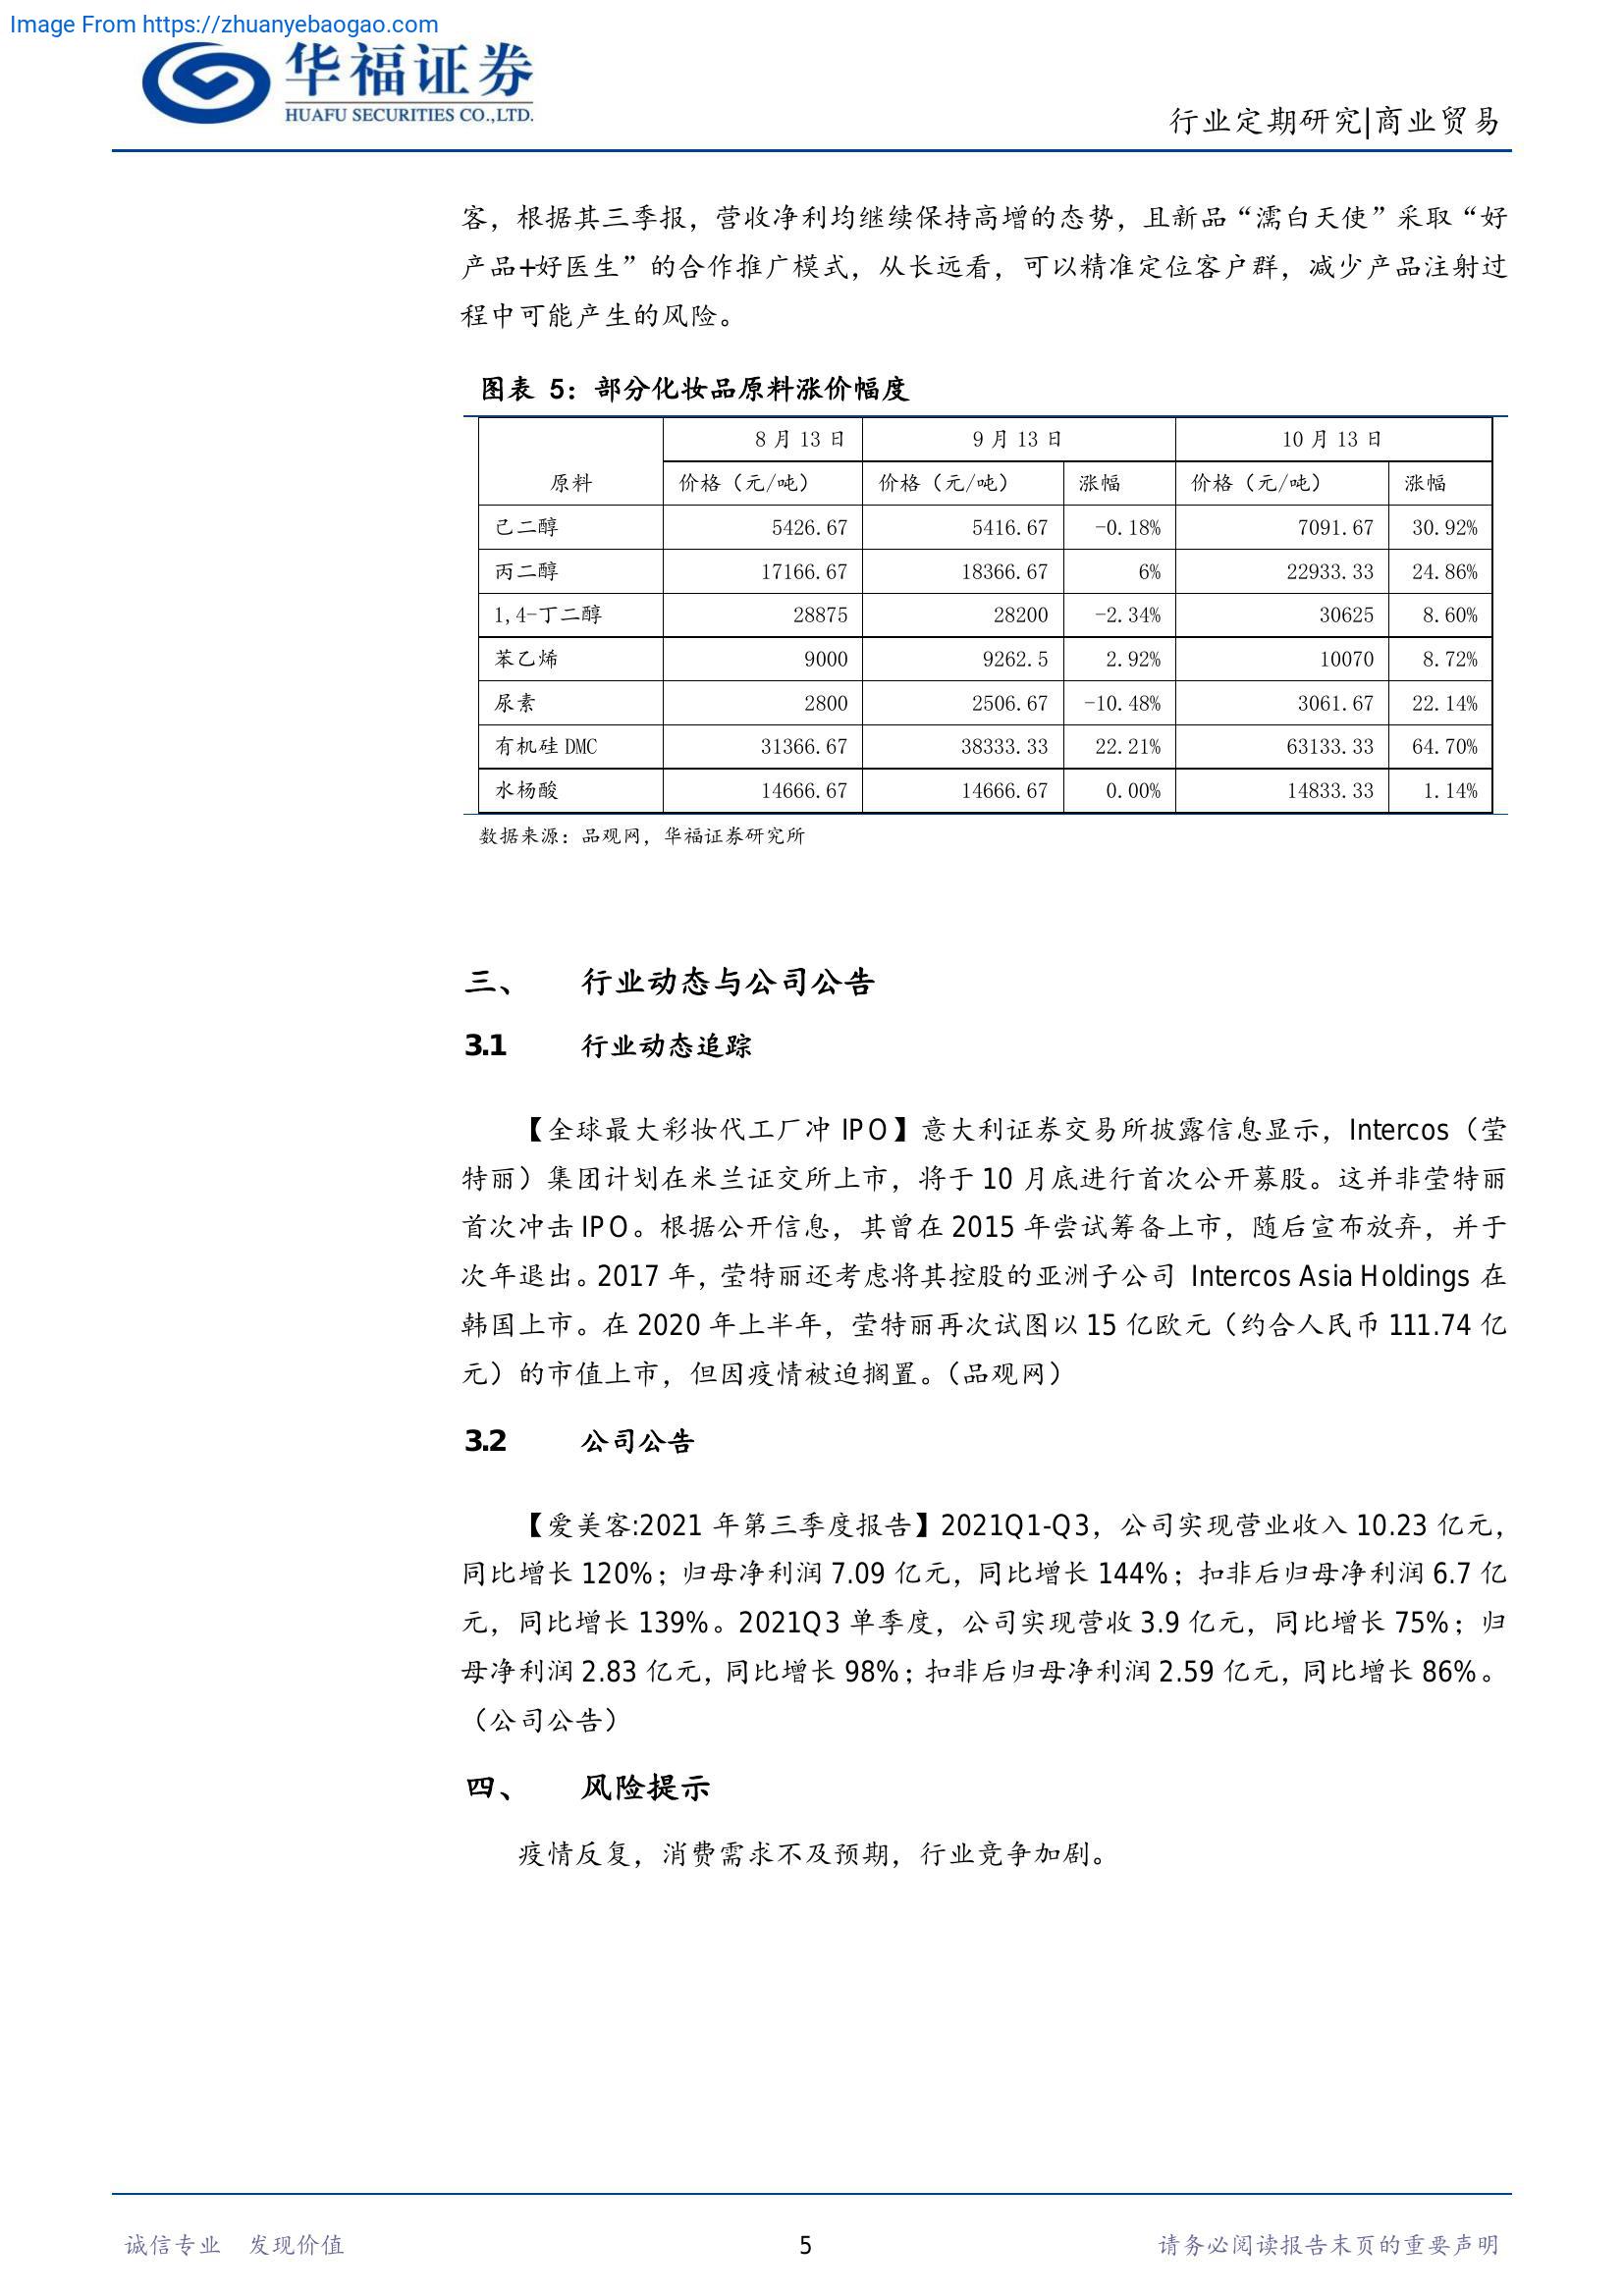 Image From https://zhuanyebaogao.com
华福证券
HUAFU SECURITIES CO.,LTD.
行业定期研究|商业贸易
客，根据其三季报，营收净利均继续保持高增的态势，且新品“濡白天使”采取“好
产品+好医生”的合作推广模式，从长远看，可以精准定位客户群，减少产品注射过
程中可能产生的风险。
图表 5：部分化妆品原料涨价幅度
8 月 13 日 9 月 13 日 10 月 13 日
原料 价格（元/吨） 价格（元/吨） 涨幅 价格（元/吨） 涨幅
己二醇 5426.67 5416.67 -0.18% 7091.67 30.92%
丙二醇 17166.67 18366.67 6% 22933.33 24.86%
1,4-丁二醇 28875 28200 -2.34% 30625 8.60%
苯乙烯 9000 9262.5 2.92% 10070 8.72%
尿素 2800 2506.67 -10.48% 3061.67 22.14%
有机硅 DMC 31366.67 38333.33 22.21% 63133.33 64.70%
水杨酸 14666.67 14666.67 0.00% 14833.33 1.14%
数据来源：品观网，华福证券研究所
三、 行业动态与公司公告
3.1 行业动态追踪
【全球最大彩妆代工厂冲 IPO】意大利证券交易所披露信息显示，Intercos（莹
特丽）集团计划在米兰证交所上市，将于 10 月底进行首次公开募股。这并非莹特丽
首次冲击 IPO。根据公开信息，其曾在 2015 年尝试筹备上市，随后宣布放弃，并于
次年退出。2017 年，莹特丽还考虑将其控股的亚洲子公司 Intercos Asia Holdings 在
韩国上市。在 2020 年上半年，莹特丽再次试图以 15 亿欧元（约合人民币 111.74 亿
元）的市值上市，但因疫情被迫搁置。（品观网）
3.2 公司公告
【爱美客:2021 年第三季度报告】2021Q1-Q3，公司实现营业收入 10.23 亿元，
同比增长 120%；归母净利润 7.09 亿元，同比增长 144%；扣非后归母净利润 6.7 亿
元，同比增长 139%。2021Q3 单季度，公司实现营收 3.9 亿元，同比增长 75%；归
母净利润 2.83 亿元，同比增长 98%；扣非后归母净利润 2.59 亿元，同比增长 86%。
（公司公告）
四、 风险提示
疫情反复，消费需求不及预期，行业竞争加剧。
诚信专业 发现价值 5 请务必阅读报告末页的重要声明